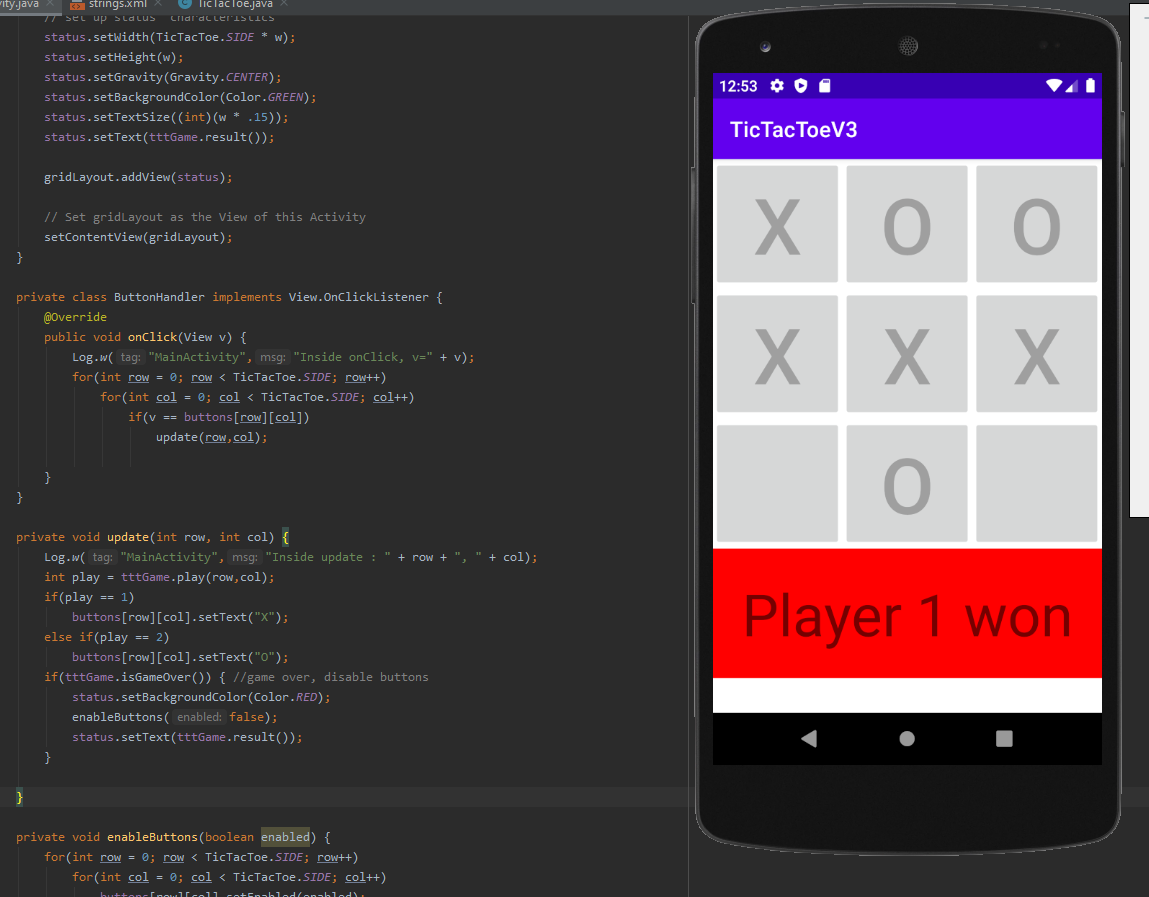 vity.java strings.xml TicTacToe.java
// set up status' characteristics
status.setWidth(TicTacToe.SIDE * w);
status.setHeight(w);
status.setGravity(Gravity.CENTER);
status.setBackgroundColor(Color.GREEN);
status.setTextSize((int)(w * .15));
status.setText(tttGame.result());
gridLayout.addView(status);
// Set gridLayout as the View of this Activity
setContentView(gridLayout);
}
private class ButtonHandler implements View.OnClickListener {
@Override
public void onClick(View v) {
Log.w( tag: "MainActivity", msg: "Inside onClick, v=" + v);
for(int row = 0; row < TicTacToe.SIDE; row++)
for(int col = 0; col < TicTacToe.SIDE; col++)
if(v == buttons[row][col])
update(row,col);
}
}
private void update(int row, int col) {
Log.w( tag: "MainActivity", msg: "Inside update : " + row + ", " + col);
int play = tttGame.play(row,col);
if(play == 1)
buttons[row][col].setText("X");
else if(play == 2)
buttons[row][col].setText("O");
if(tttGame.isGameOver()) { //game over, disable buttons
status.setBackgroundColor(Color.RED);
enableButtons( enabled: false);
status.setText(tttGame.result());
}
}
private void enableButtons(boolean enabled) {
for(int row = 0; row < TicTacToe.SIDE; row++)
for(int col = 0; col < TicTacToe.SIDE; col++)
buttons[row][col].setEnabled(enabled);
12:53
TicTacToeV3
X O O
X X X
O
Player 1 won